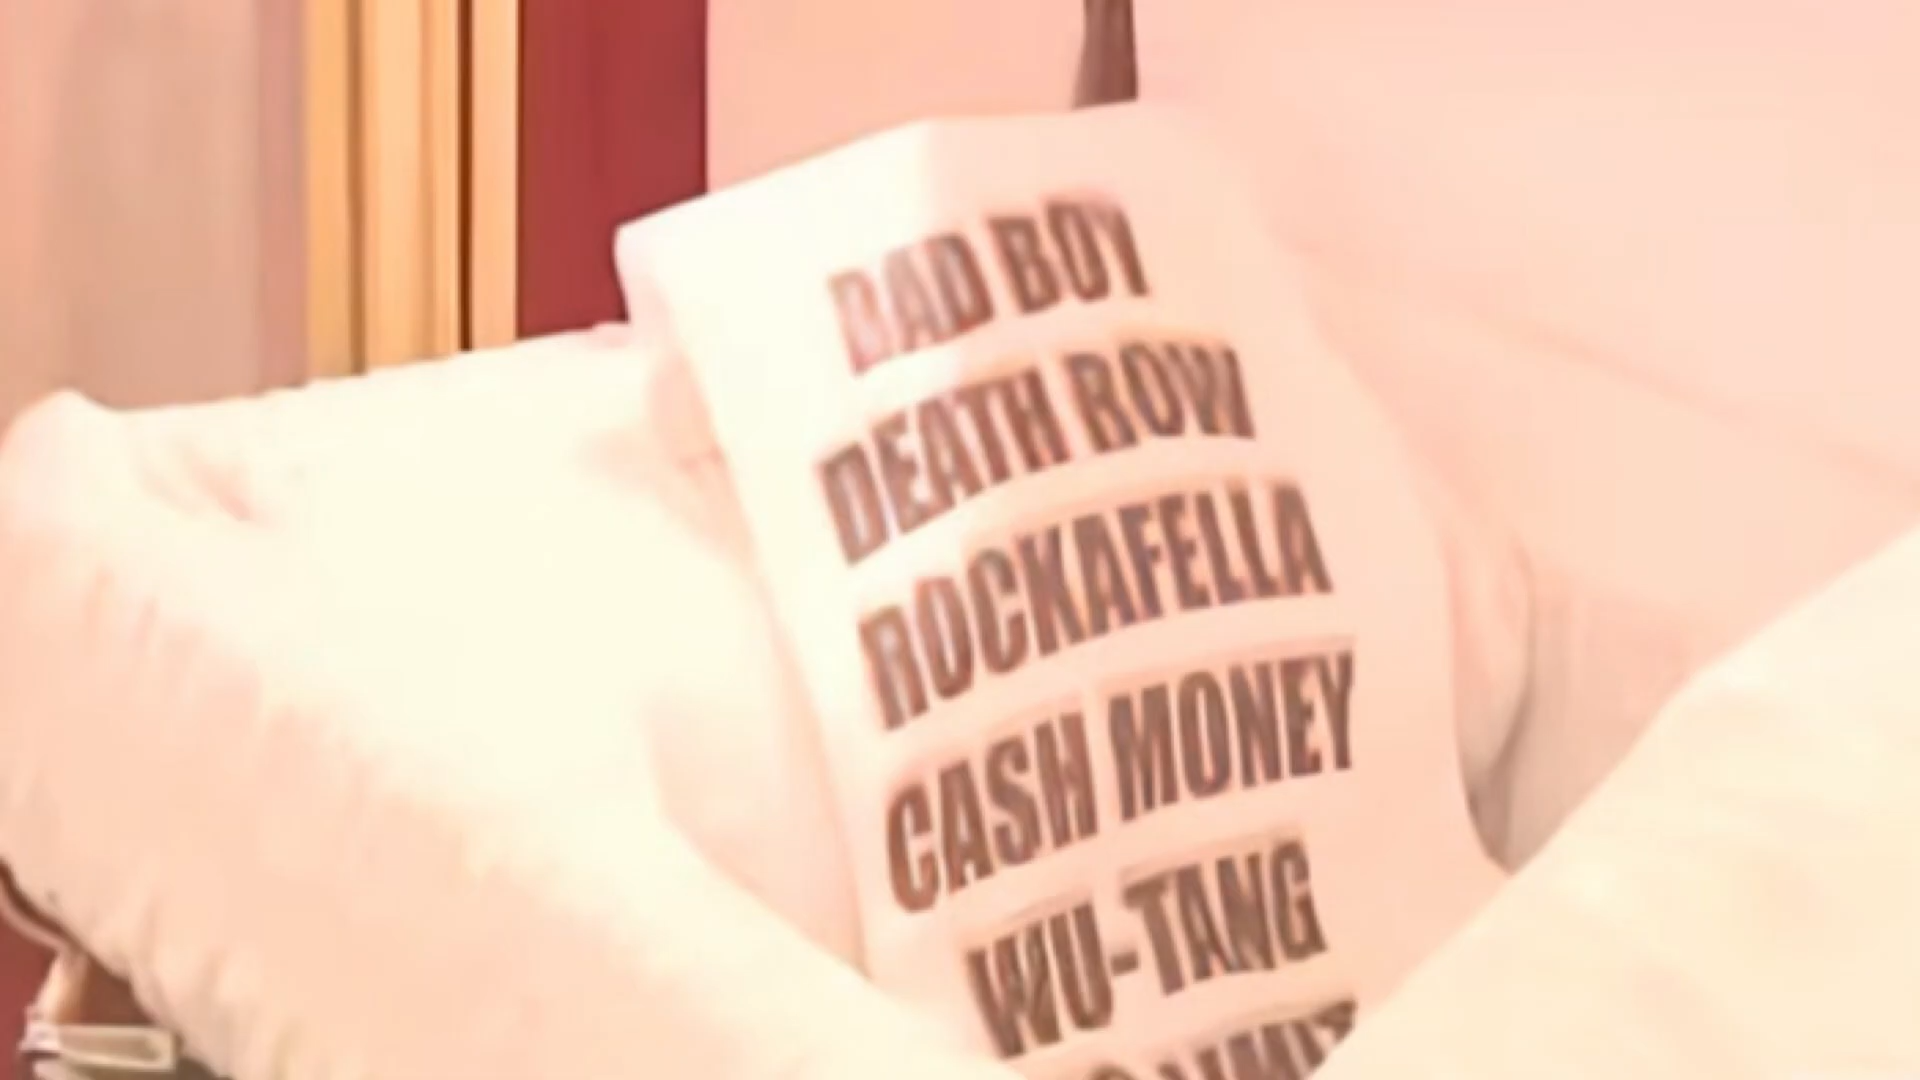 BAD BOY
DEATH ROW
ROCKAFELLA
CASH MONEY
WU-TANG